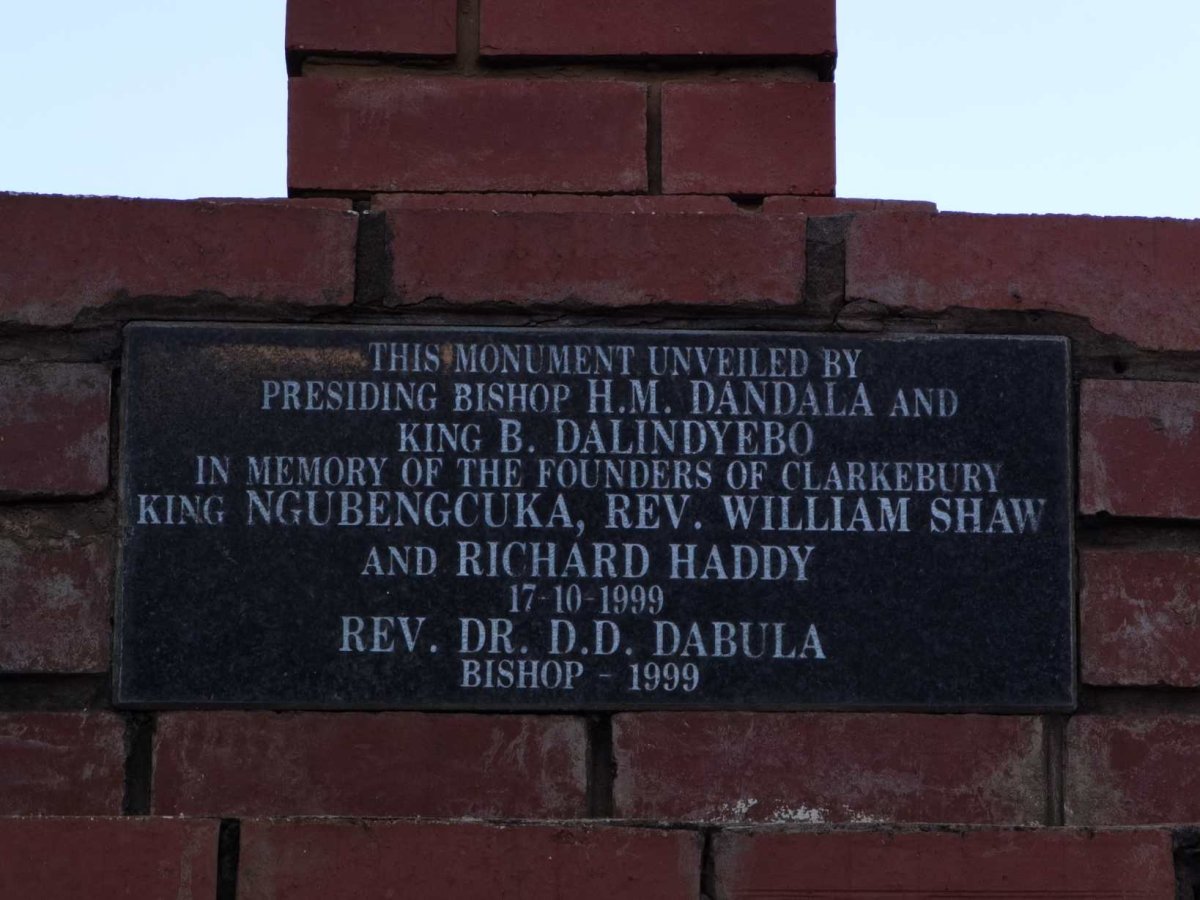 THIS MONUMENT UNVEILED BY
PRESIDING BISHOP H.M. DANDALA AND
KING B. DALINDYEBO
IN MEMORY OF THE FOUNDERS OF CLARKEBURY
KING NGUBENGCUKA, REV. WILLIAM SHAW
AND RICHARD HADDY
17-10-1999
REV. DR. D.D. DABULA
BISHOP - 1999